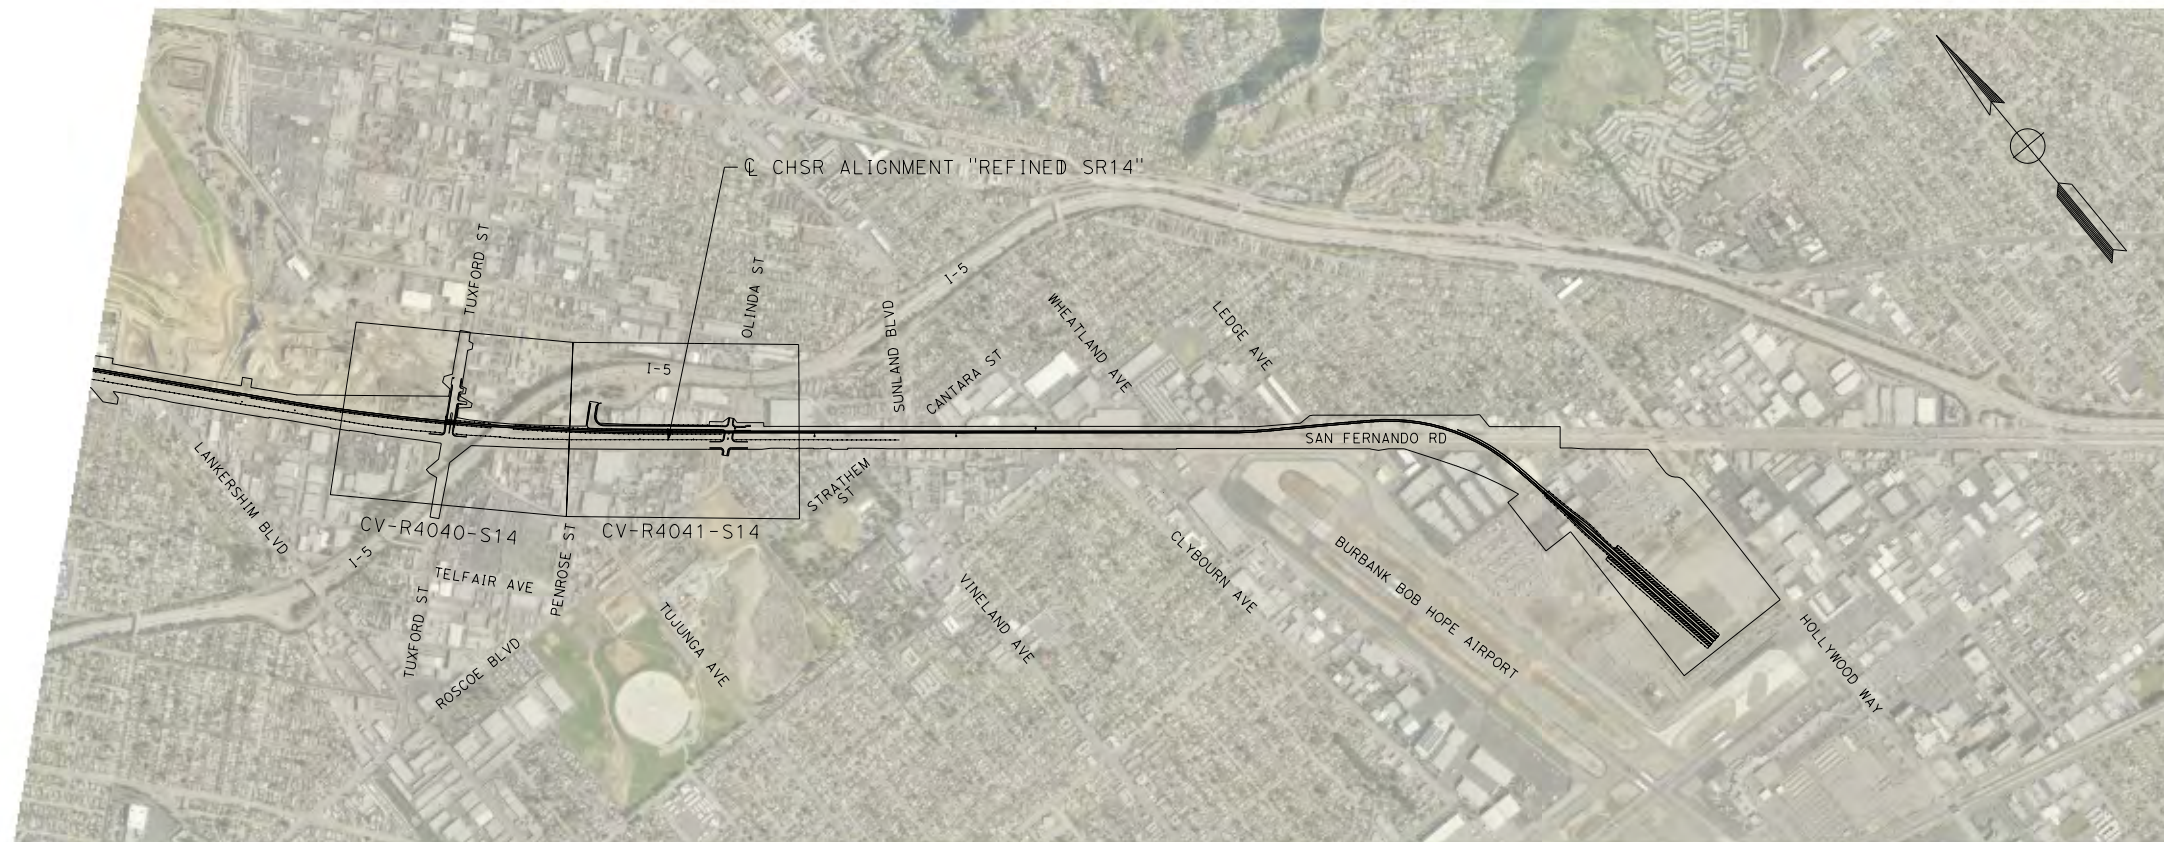 ℄ CHSR ALIGNMENT "REFINED SR14"
TUXFORD ST
OLINDA ST
I-5
SUNLAND BLVD
WHEATLAND AVE
LEDGE AVE
CANTARA ST
I-5
SAN FERNANDO RD
LANKERSHIM BLVD
STRATHEM
ST
CV-R4040-S14
CV-R4041-S14
I-5
TELFAIR AVE
PENROSE ST
TUXFORD ST
ROSCOE BLVD
TUJUNGA AVE
VINELAND AVE
CLYBOURN AVE
BURBANK BOB HOPE AIRPORT
HOLLYWOOD WAY